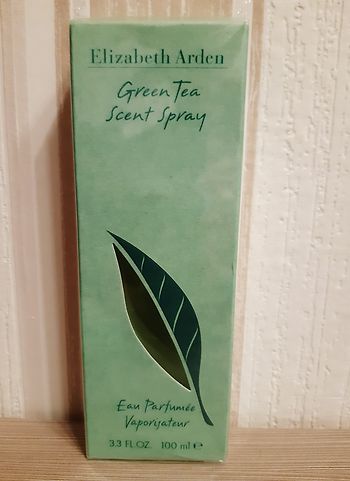 Elizabeth Arden
Green Tea
Scent Spray
Eau Parfumée
Vaporisateur
3.3 FL.OZ. 100 ml ℮